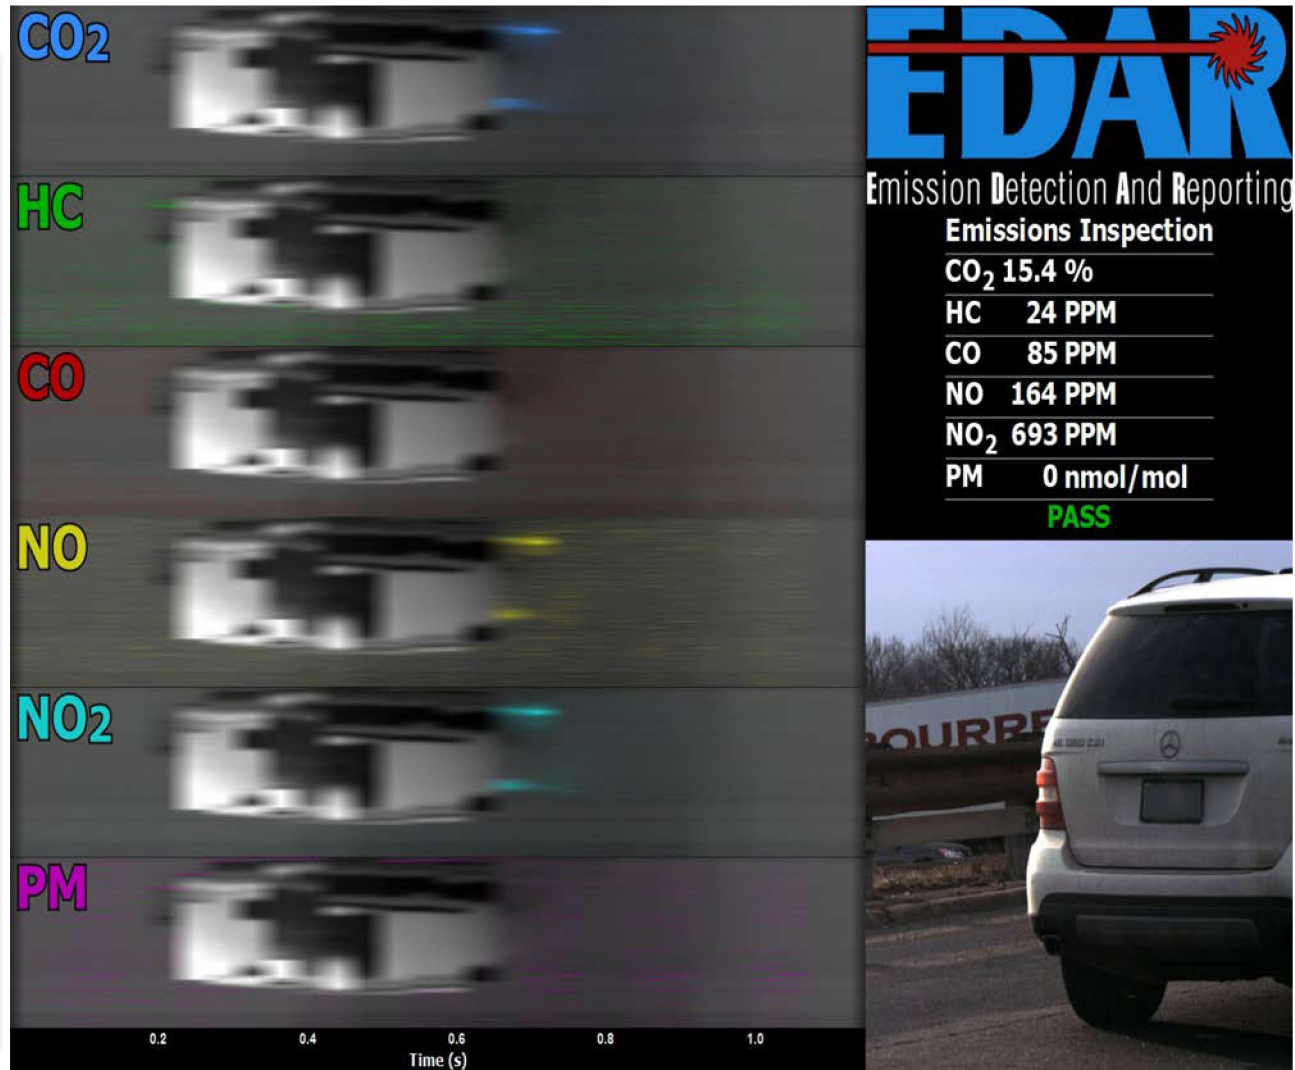 CO2
HC
CO
NO
NO2
PM
0.2 0.4 0.6 0.8 1.0
Time (s)
EDAR
Emission Detection And Reporting
Emissions Inspection
CO2 15.4 %
HC 24 PPM
CO 85 PPM
NO 164 PPM
NO2 693 PPM
PM 0 nmol/mol
PASS
OURRE